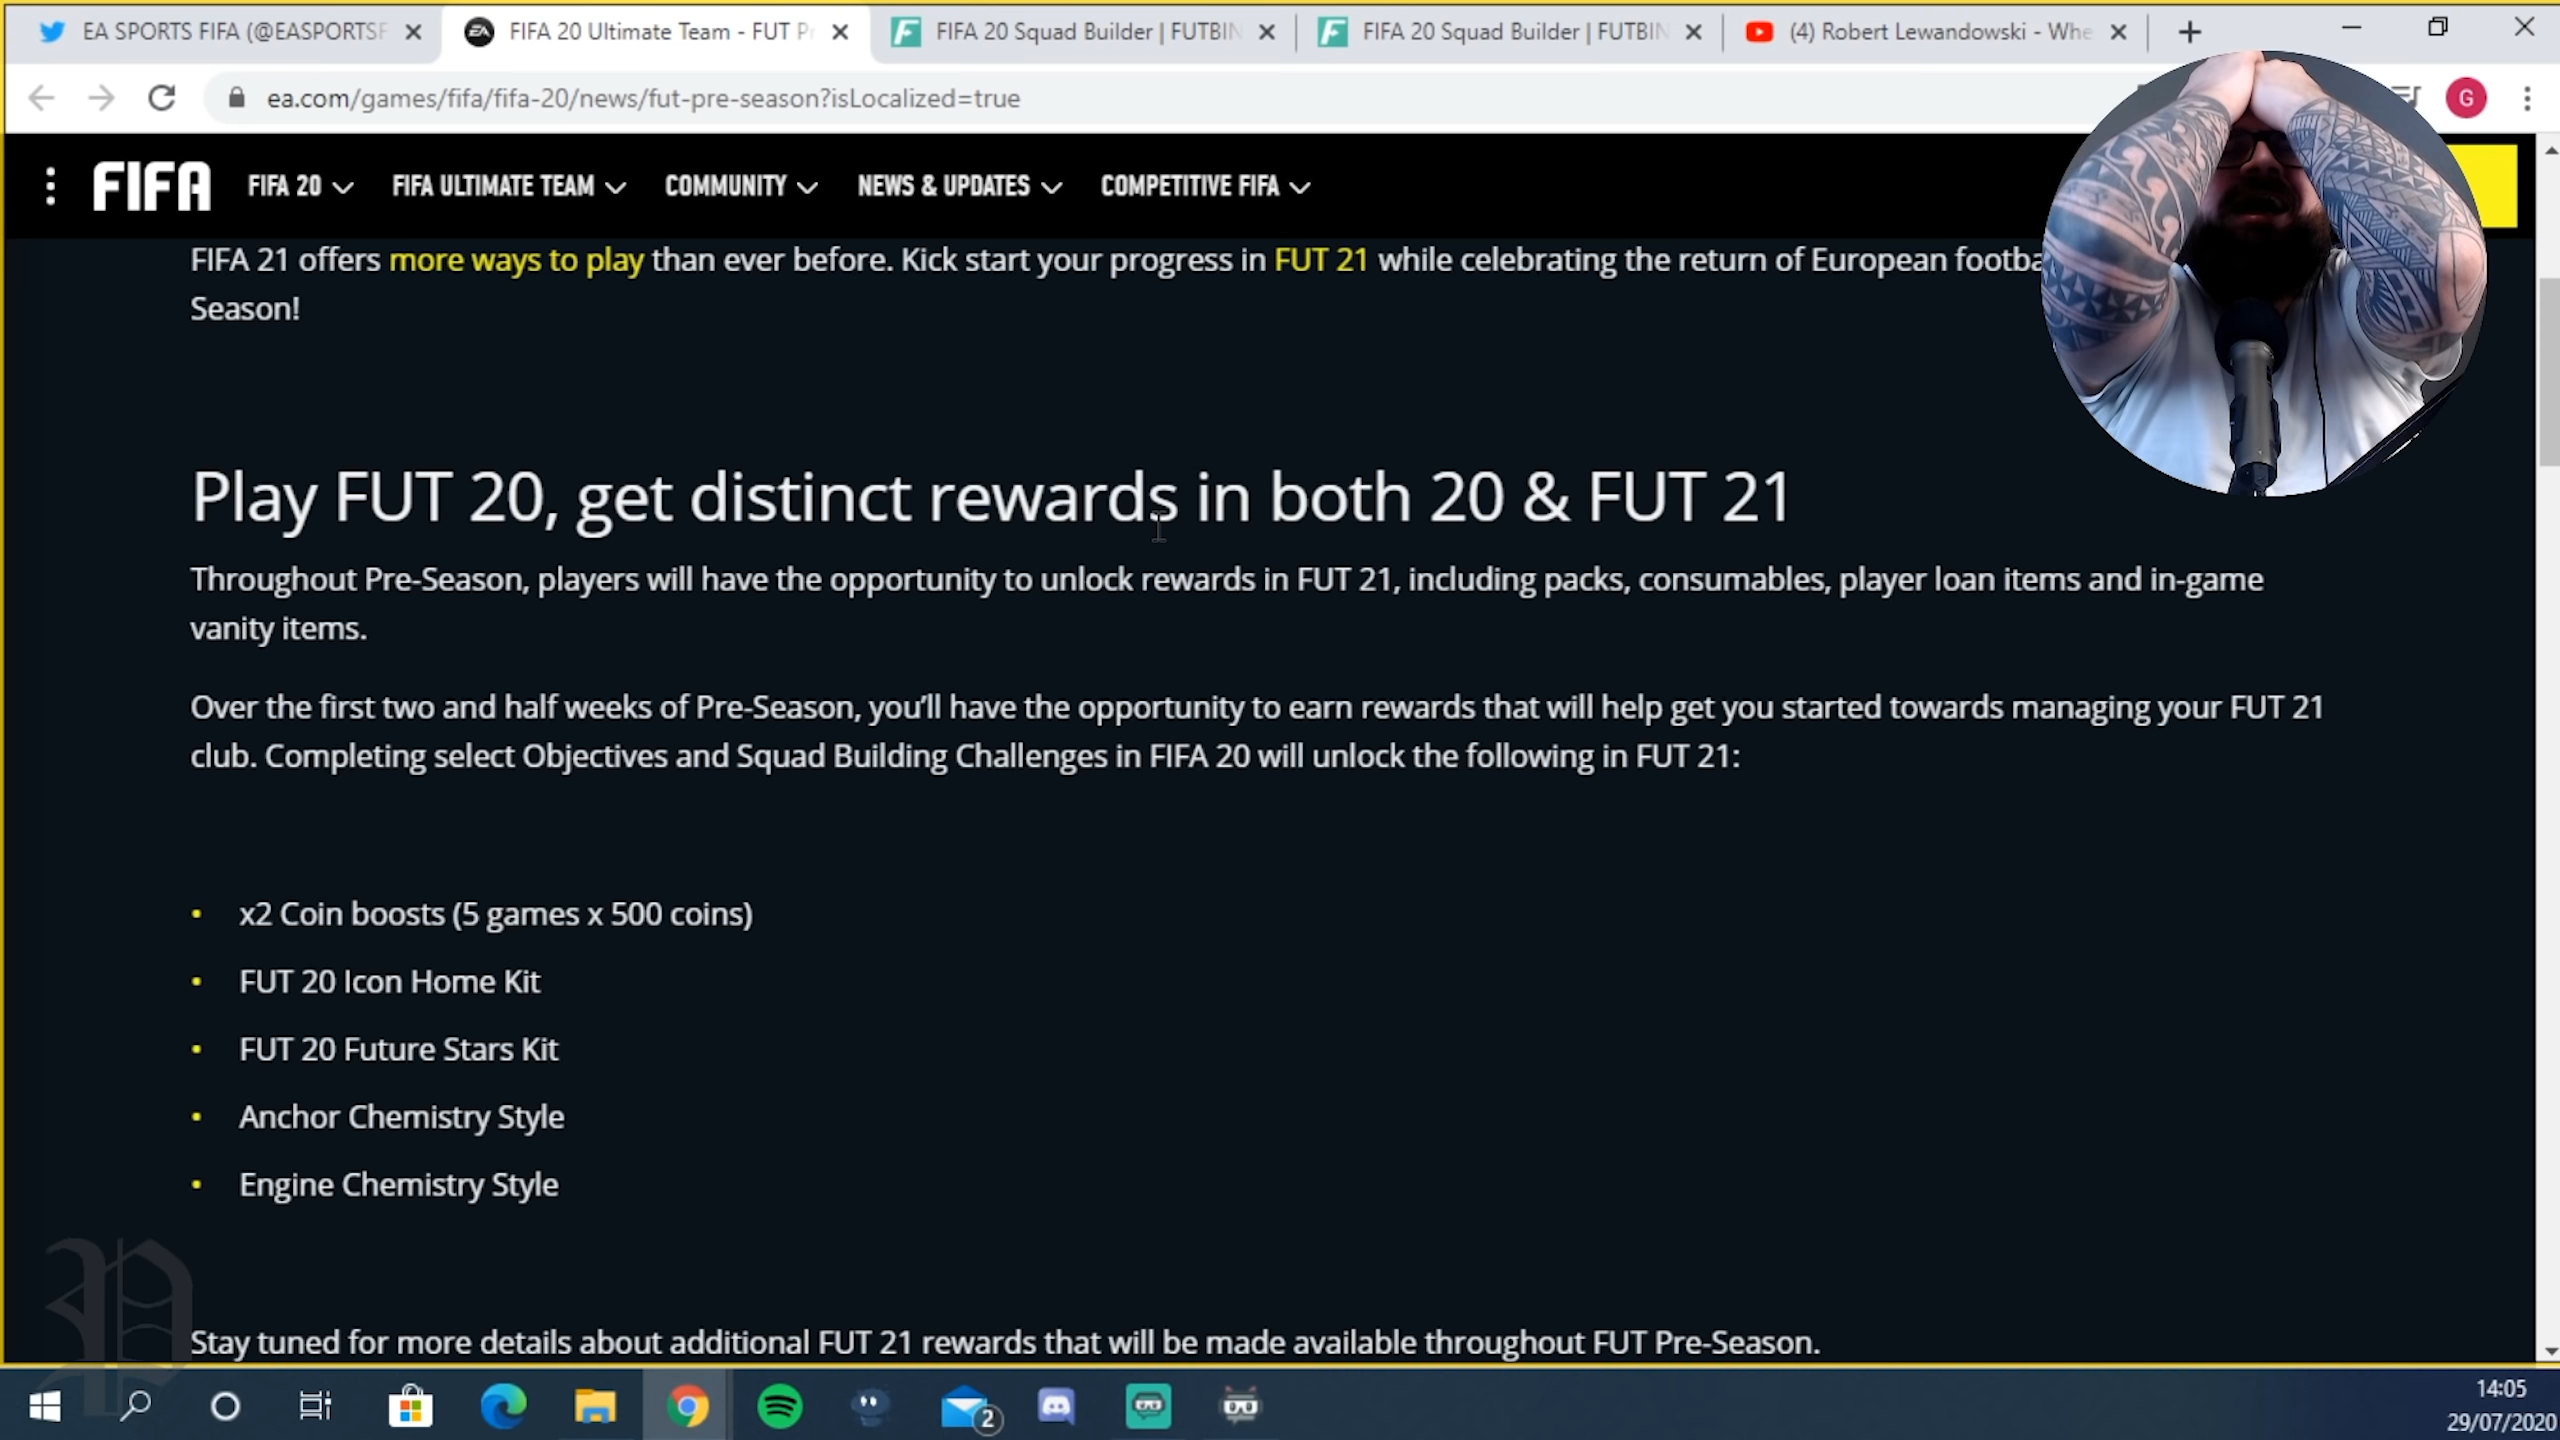 EA SPORTS FIFA (@EASPORTSF
FIFA 20 Ultimate Team - FUT P
FIFA 20 Squad Builder | FUTBIN
FIFA 20 Squad Builder | FUTBIN
(4) Robert Lewandowski - Whe
ea.com/games/fifa/fifa-20/news/fut-pre-season?isLocalized=true
G
FIFA FIFA 20 FIFA ULTIMATE TEAM COMMUNITY NEWS & UPDATES COMPETITIVE FIFA
FIFA 21 offers more ways to play than ever before. Kick start your progress in FUT 21 while celebrating the return of European footba
Season!
Play FUT 20, get distinct rewards in both 20 & FUT 21
Throughout Pre-Season, players will have the opportunity to unlock rewards in FUT 21, including packs, consumables, player loan items and in-game
vanity items.
Over the first two and half weeks of Pre-Season, you’ll have the opportunity to earn rewards that will help get you started towards managing your FUT 21
club. Completing select Objectives and Squad Building Challenges in FIFA 20 will unlock the following in FUT 21:
• x2 Coin boosts (5 games x 500 coins)
• FUT 20 Icon Home Kit
• FUT 20 Future Stars Kit
• Anchor Chemistry Style
• Engine Chemistry Style
Stay tuned for more details about additional FUT 21 rewards that will be made available throughout FUT Pre-Season.
2
14:05
29/07/2020